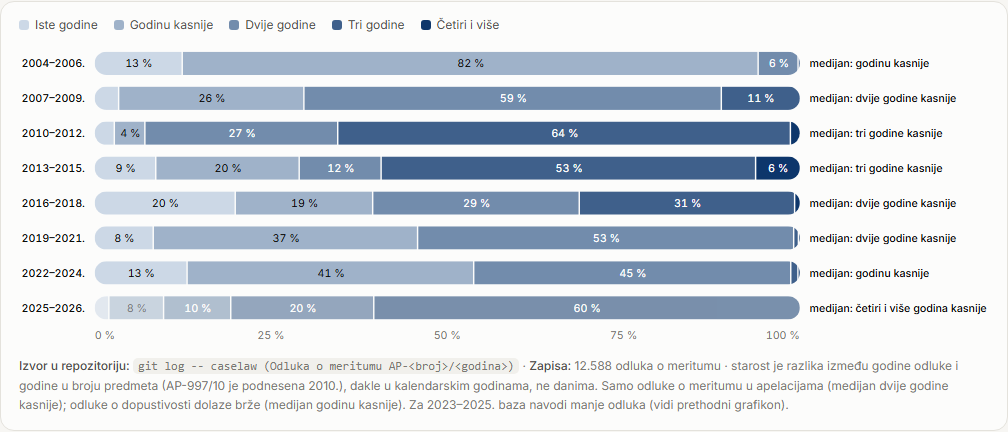 Iste godine Godinu kasnije Dvije godine Tri godine Četiri i više
2004–2006. 13 % 82 % 6 % medijan: godinu kasnije
2007–2009. 26 % 59 % 11 % medijan: dvije godine kasnije
2010–2012. 4 % 27 % 64 % medijan: tri godine kasnije
2013–2015. 9 % 20 % 12 % 53 % 6 % medijan: tri godine kasnije
2016–2018. 20 % 19 % 29 % 31 % medijan: dvije godine kasnije
2019–2021. 8 % 37 % 53 % medijan: dvije godine kasnije
2022–2024. 13 % 41 % 45 % medijan: godinu kasnije
2025–2026. 8 % 10 % 20 % 60 % medijan: četiri i više godina kasnije
0 % 25 % 50 % 75 % 100 %
Izvor u repozitoriju: git log -- caselaw (Odluka o meritumu AP-<broj>/<godina>) · Zapisa: 12.588 odluka o meritumu · starost je razlika između godine odluke i
godine u broju predmeta (AP-997/10 je podnesena 2010.), dakle u kalendarskim godinama, ne danima. Samo odluke o meritumu u apelacijama (medijan dvije godine
kasnije); odluke o dopustivosti dolaze brže (medijan godinu kasnije). Za 2023–2025. baza navodi manje odluka (vidi prethodni grafikon).